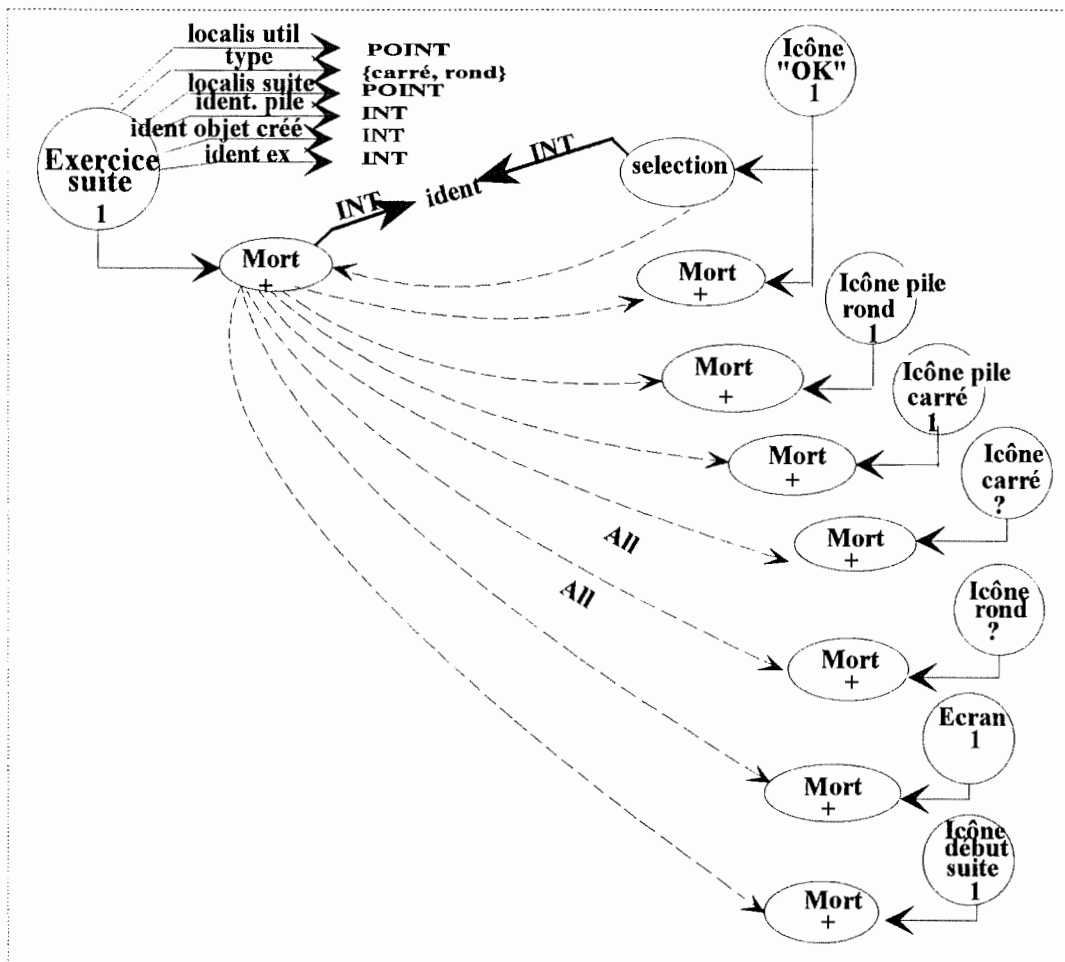 localis util
POINT
type
{carré, rond}
localis suite
POINT
ident. pile
INT
ident objet créé
INT
ident ex
INT
Exercice
suite
1
Icône
"OK"
1
INT
selection
INT
ident
Mort
+
Mort
+
Icône pile
rond
1
Mort
+
Icône pile
carré
1
Mort
+
Icône
carré
?
All
Mort
+
All
Icône
rond
?
Mort
+
Ecran
1
Mort
+
Icône
début
suite
1
Mort
+